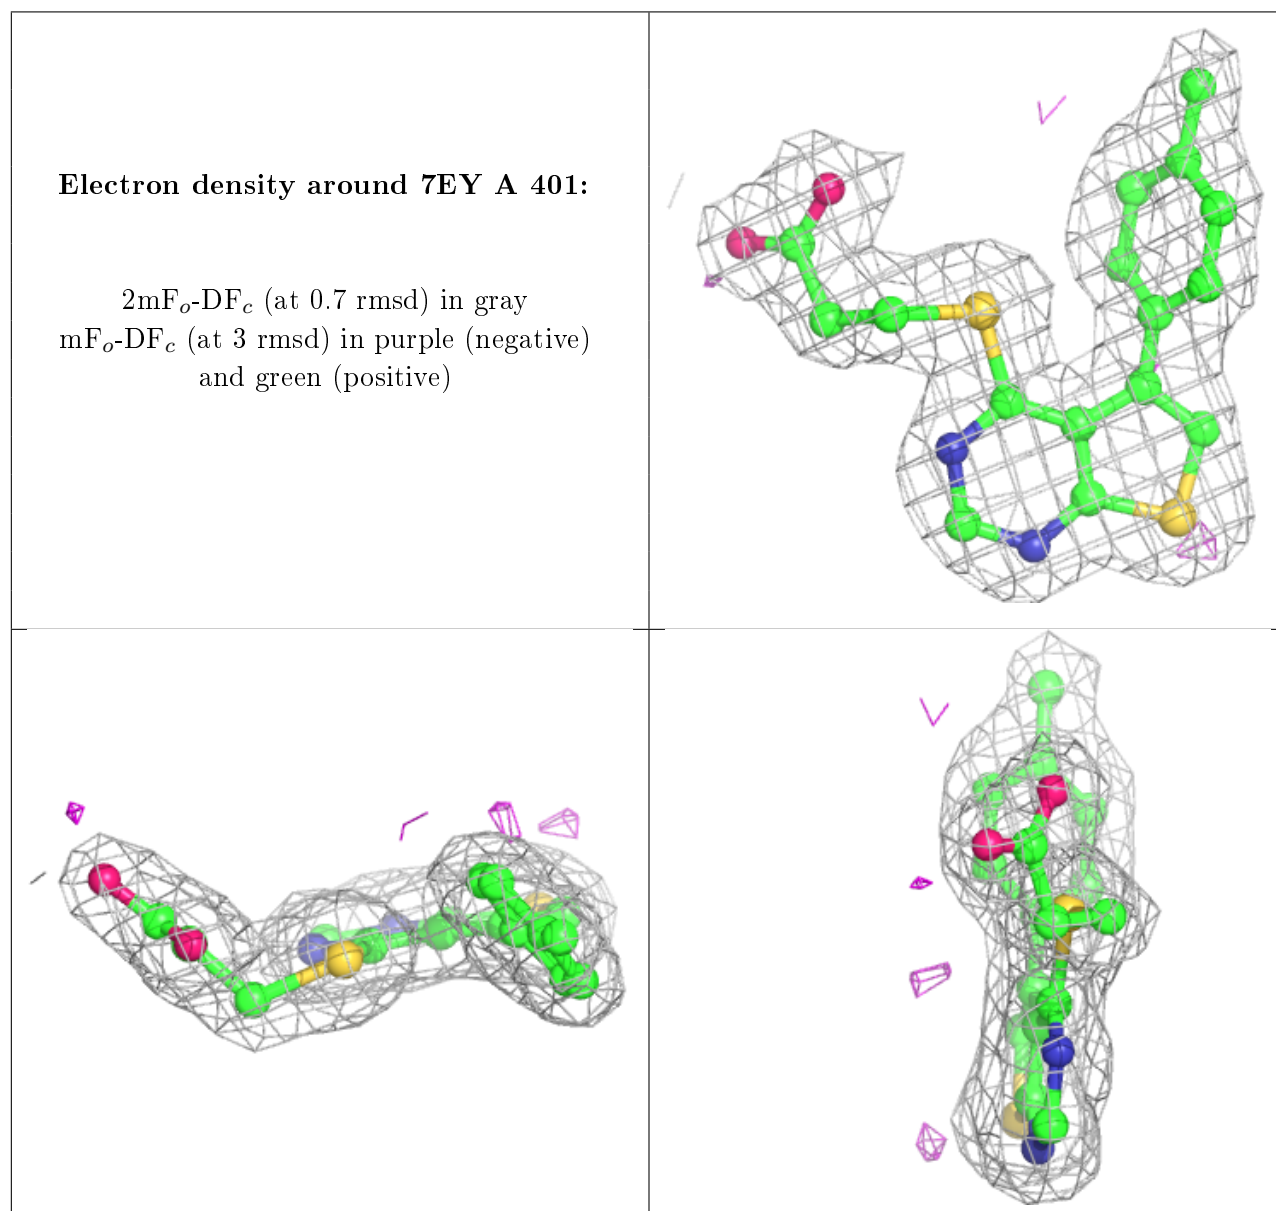 Electron density around 7EY A 401:
2mFo-DFc (at 0.7 rmsd) in gray
mFo-DFc (at 3 rmsd) in purple (negative)
and green (positive)